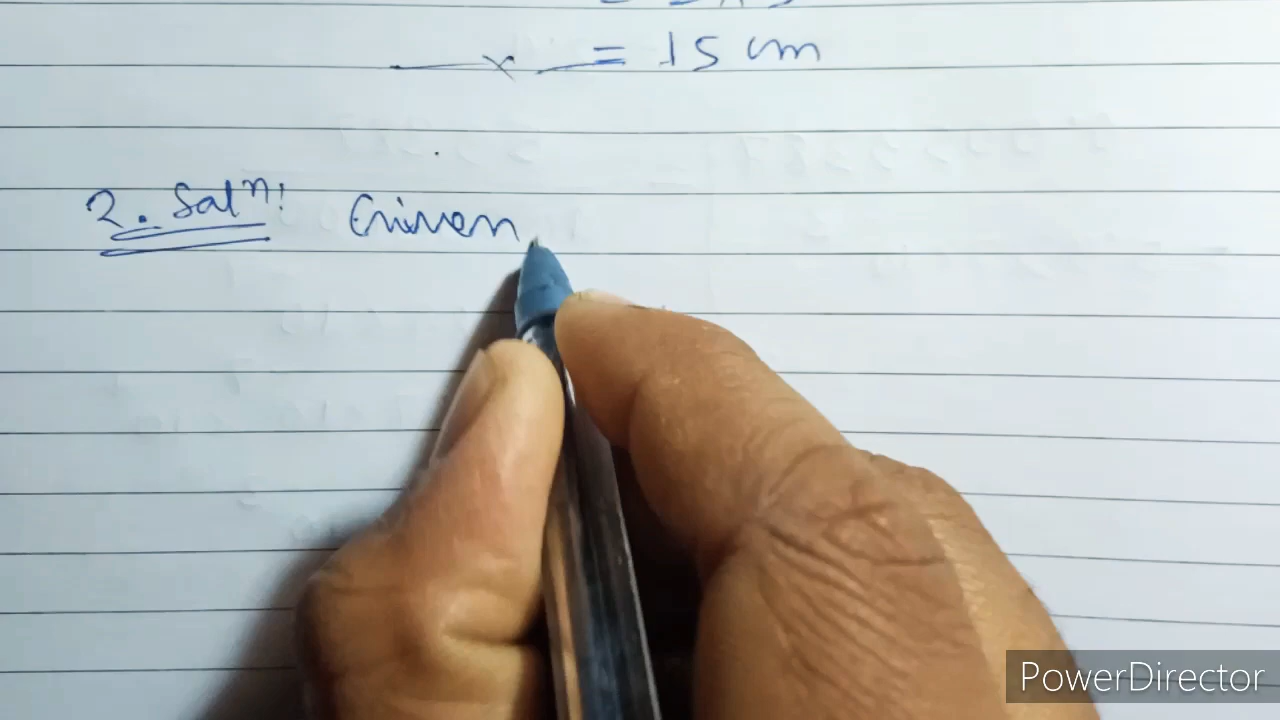 = 15 cm
2. Solⁿ: Given
PowerDirector